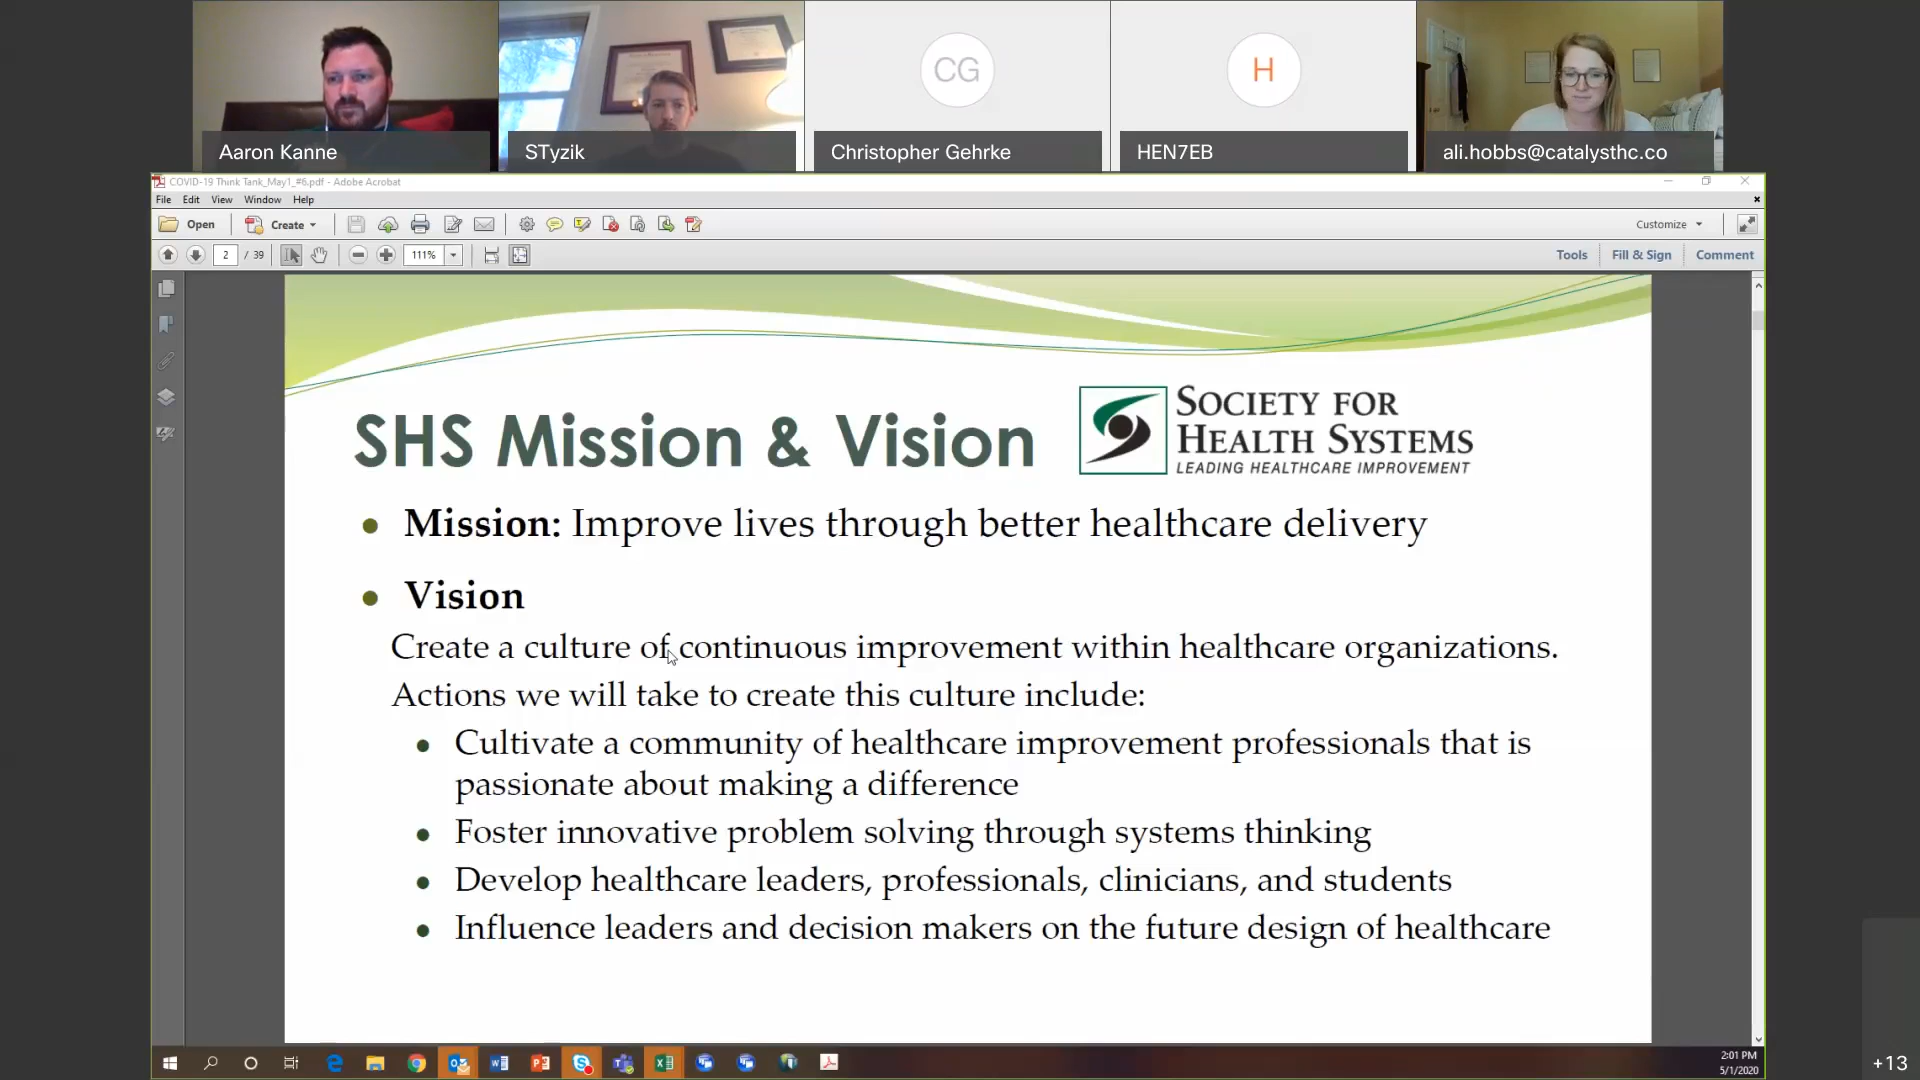 CG
H
Aaron Kanne
STyzik
Christopher Gehrke
HEN7EB
ali.hobbs@catalysthc.co
COVID-19 Think Tank_May1_#6.pdf - Adobe Acrobat
File Edit View Window Help
Open Create Customize
2 / 39 111% Tools Fill & Sign Comment
SHS Mission & Vision
SOCIETY FOR
HEALTH SYSTEMS
LEADING HEALTHCARE IMPROVEMENT
• Mission: Improve lives through better healthcare delivery
• Vision
Create a culture of continuous improvement within healthcare organizations.
Actions we will take to create this culture include:
• Cultivate a community of healthcare improvement professionals that is
passionate about making a difference
• Foster innovative problem solving through systems thinking
• Develop healthcare leaders, professionals, clinicians, and students
• Influence leaders and decision makers on the future design of healthcare
2:01 PM
5/1/2020
+13